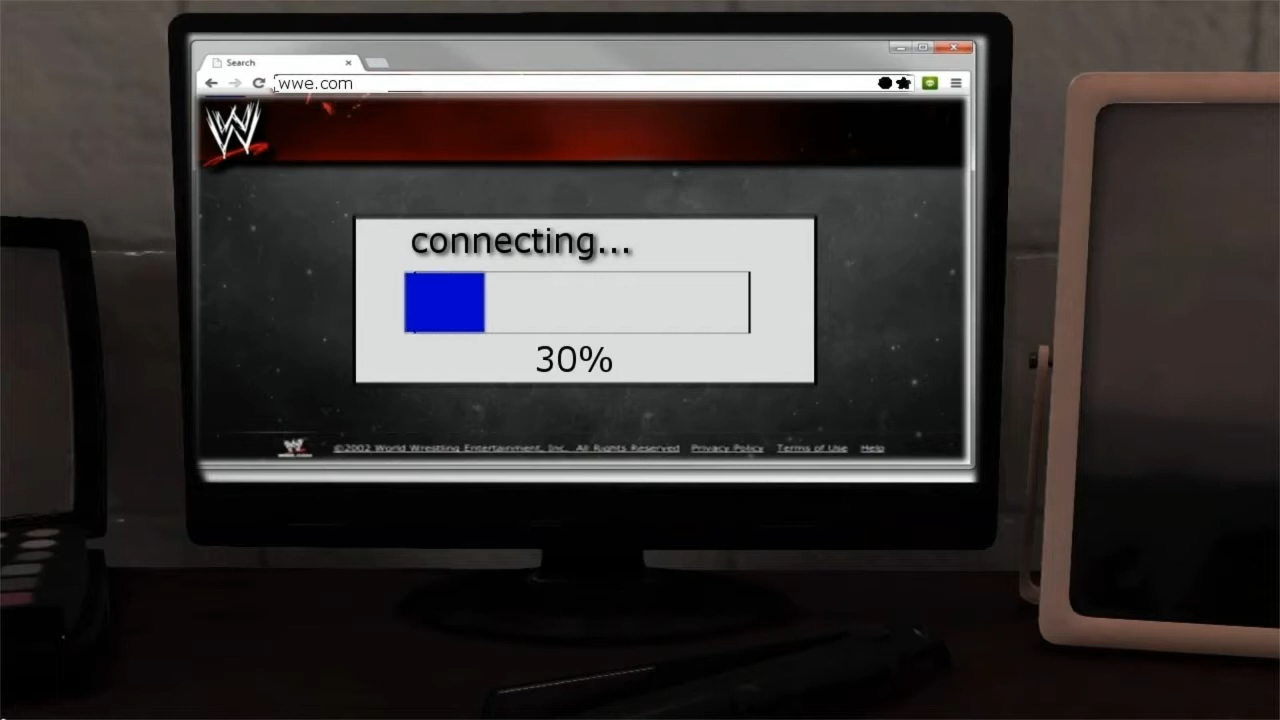 Search
wwe.com
W
connecting...
30%
©2002 World Wrestling Entertainment, Inc. All Rights Reserved Privacy Policy Terms of Use Help